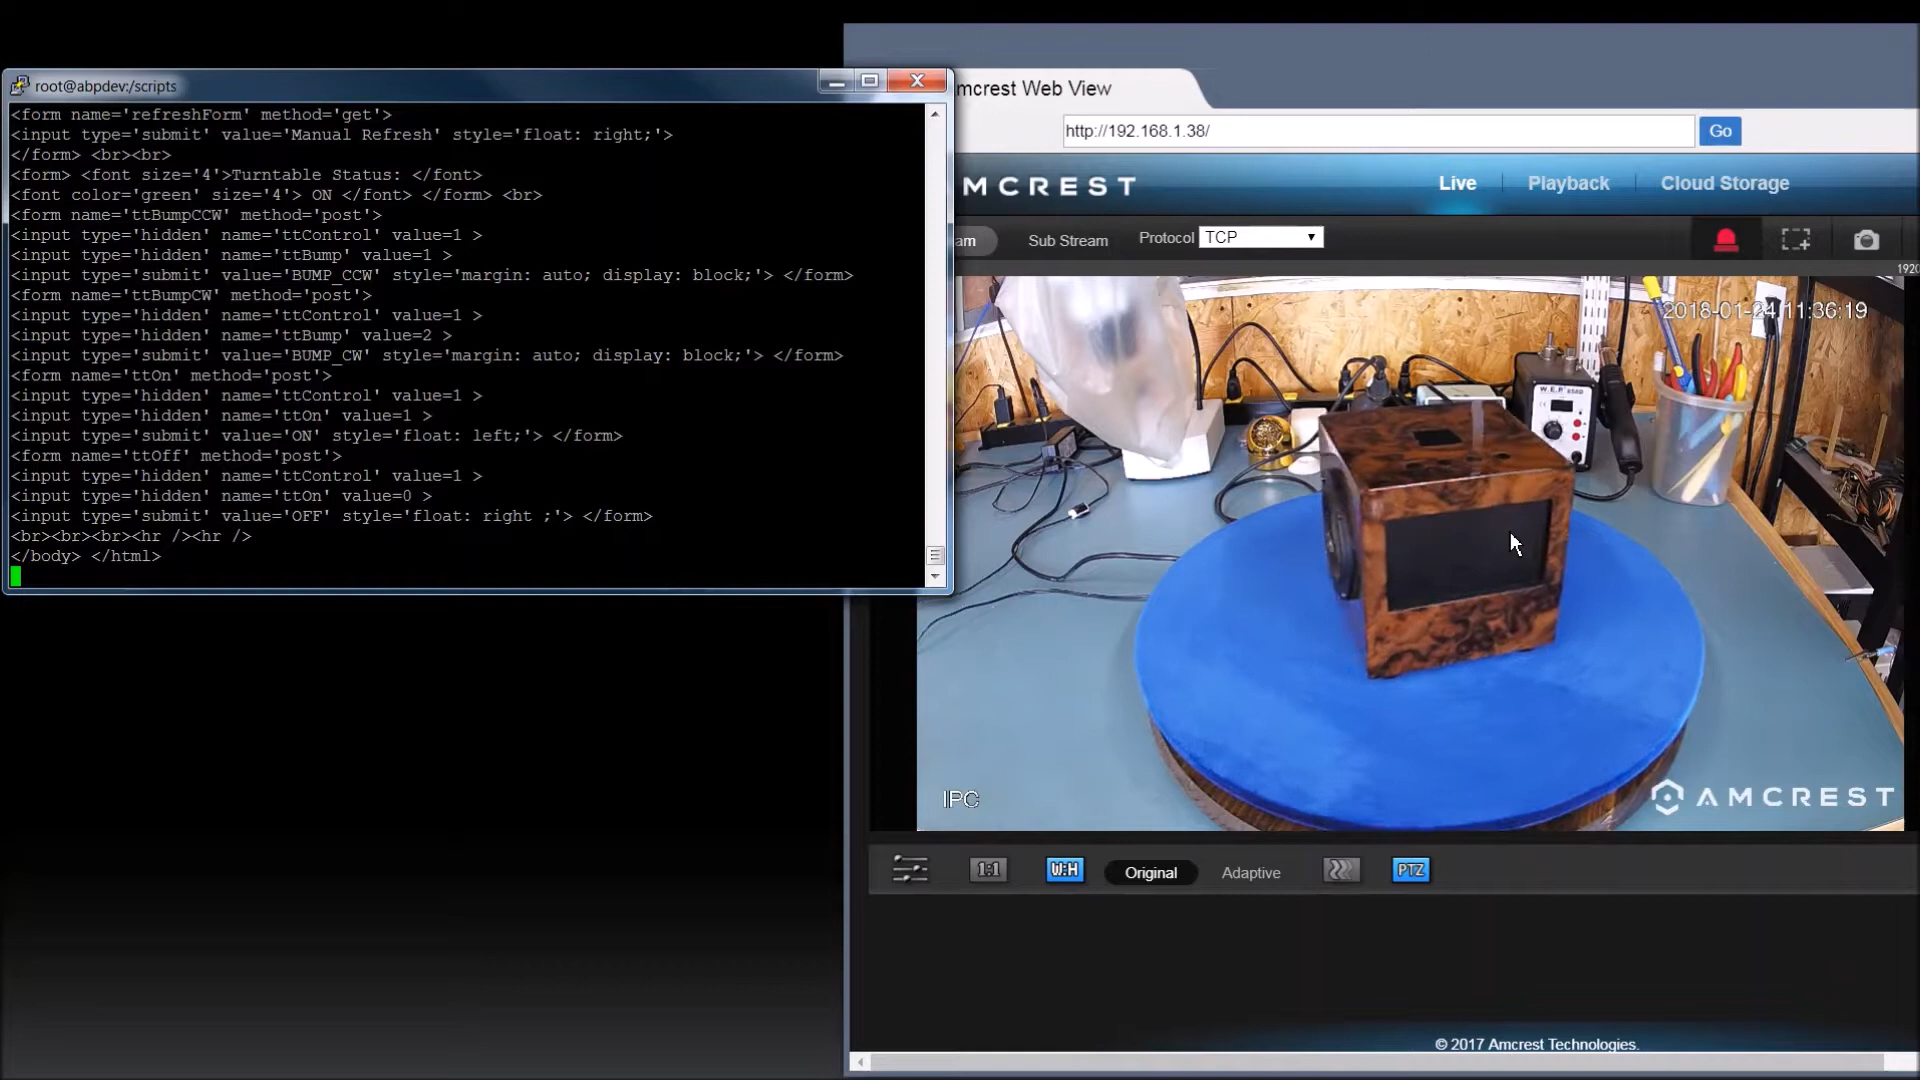 root@abpdev:/scripts
<form name='refreshForm' method='get'>
<input type='submit' value='Manual Refresh' style='float: right;'>
</form> <br><br>
<form> <font size='4'>Turntable Status: </font>
<font color='green' size='4'> ON </font> </form> <br>
<form name='ttBumpCCW' method='post'>
<input type='hidden' name='ttControl' value=1 >
<input type='hidden' name='ttBump' value=1 >
<input type='submit' value='BUMP_CCW' style='margin: auto; display: block;'> </form>
<form name='ttBumpCW' method='post'>
<input type='hidden' name='ttControl' value=1 >
<input type='hidden' name='ttBump' value=2 >
<input type='submit' value='BUMP_CW' style='margin: auto; display: block;'> </form>
<form name='ttOn' method='post'>
<input type='hidden' name='ttControl' value=1 >
<input type='hidden' name='ttOn' value=1 >
<input type='submit' value='ON' style='float: left;'> </form>
<form name='ttOff' method='post'>
<input type='hidden' name='ttControl' value=1 >
<input type='hidden' name='ttOn' value=0 >
<input type='submit' value='OFF' style='float: right ;'> </form>
<br><br><br><hr /><hr />
</body> </html>
mcrest Web View
http://192.168.1.38/
Go
MCREST
Live
Playback
Cloud Storage
am
Sub Stream
Protocol
TCP
1920
2018-01-24 11:36:19
IPC
AMCREST
1:1
W:H
Original
Adaptive
PTZ
© 2017 Amcrest Technologies.